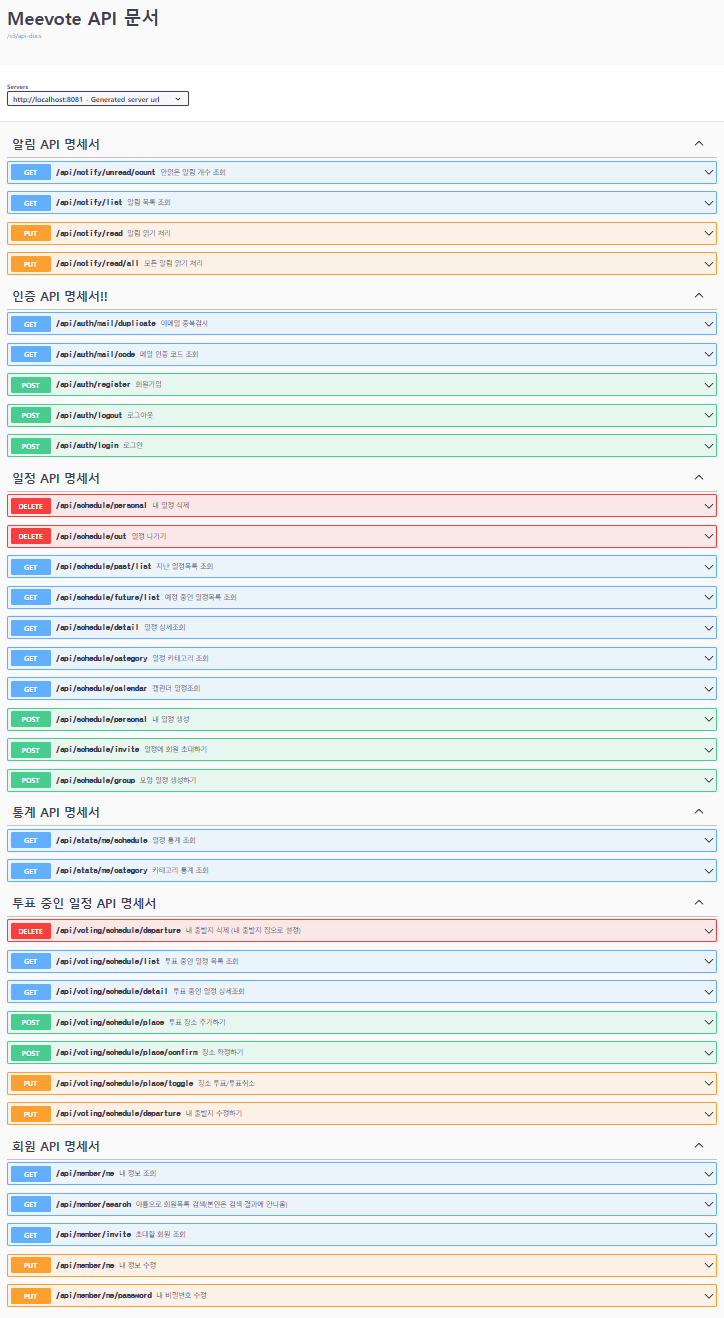 Meevote API 문서
/v3/api-docs
Servers
http://localhost:8081 - Generated server url
알림 API 명세서
GET /api/notify/unread/count 안읽은 알림 개수 조회
GET /api/notify/list 알림 목록 조회
PUT /api/notify/read 알림 읽기 처리
PUT /api/notify/read/all 모든 알림 읽기 처리
인증 API 명세서!!
GET /api/auth/mail/duplicate 이메일 중복검사
GET /api/auth/mail/code 메일 인증 코드 조회
POST /api/auth/register 회원가입
POST /api/auth/logout 로그아웃
POST /api/auth/login 로그인
일정 API 명세서
DELETE /api/schedule/personal 내 일정 삭제
DELETE /api/schedule/out 일정 나가기
GET /api/schedule/past/list 지난 일정목록 조회
GET /api/schedule/future/list 예정 중인 일정목록 조회
GET /api/schedule/detail 일정 상세조회
GET /api/schedule/category 일정 카테고리 조회
GET /api/schedule/calendar 캘린더 일정조회
POST /api/schedule/personal 내 일정 생성
POST /api/schedule/invite 일정에 회원 초대하기
POST /api/schedule/group 모임 일정 생성하기
통계 API 명세서
GET /api/stats/me/schedule 일정 통계 조회
GET /api/stats/me/category 카테고리 통계 조회
투표 중인 일정 API 명세서
DELETE /api/voting/schedule/departure 내 출발지 삭제 (내 출발지 집으로 설정)
GET /api/voting/schedule/list 투표 중인 일정 목록 조회
GET /api/voting/schedule/detail 투표 중인 일정 상세조회
POST /api/voting/schedule/place 투표 장소 추가하기
POST /api/voting/schedule/place/confirm 장소 확정하기
PUT /api/voting/schedule/place/toggle 장소 투표/투표취소
PUT /api/voting/schedule/departure 내 출발지 수정하기
회원 API 명세서
GET /api/member/me 내 정보 조회
GET /api/member/search 이름으로 회원목록 검색(본인은 검색 결과에 안나옴)
GET /api/member/invite 초대할 회원 조회
PUT /api/member/me 내 정보 수정
PUT /api/member/me/password 내 비밀번호 수정